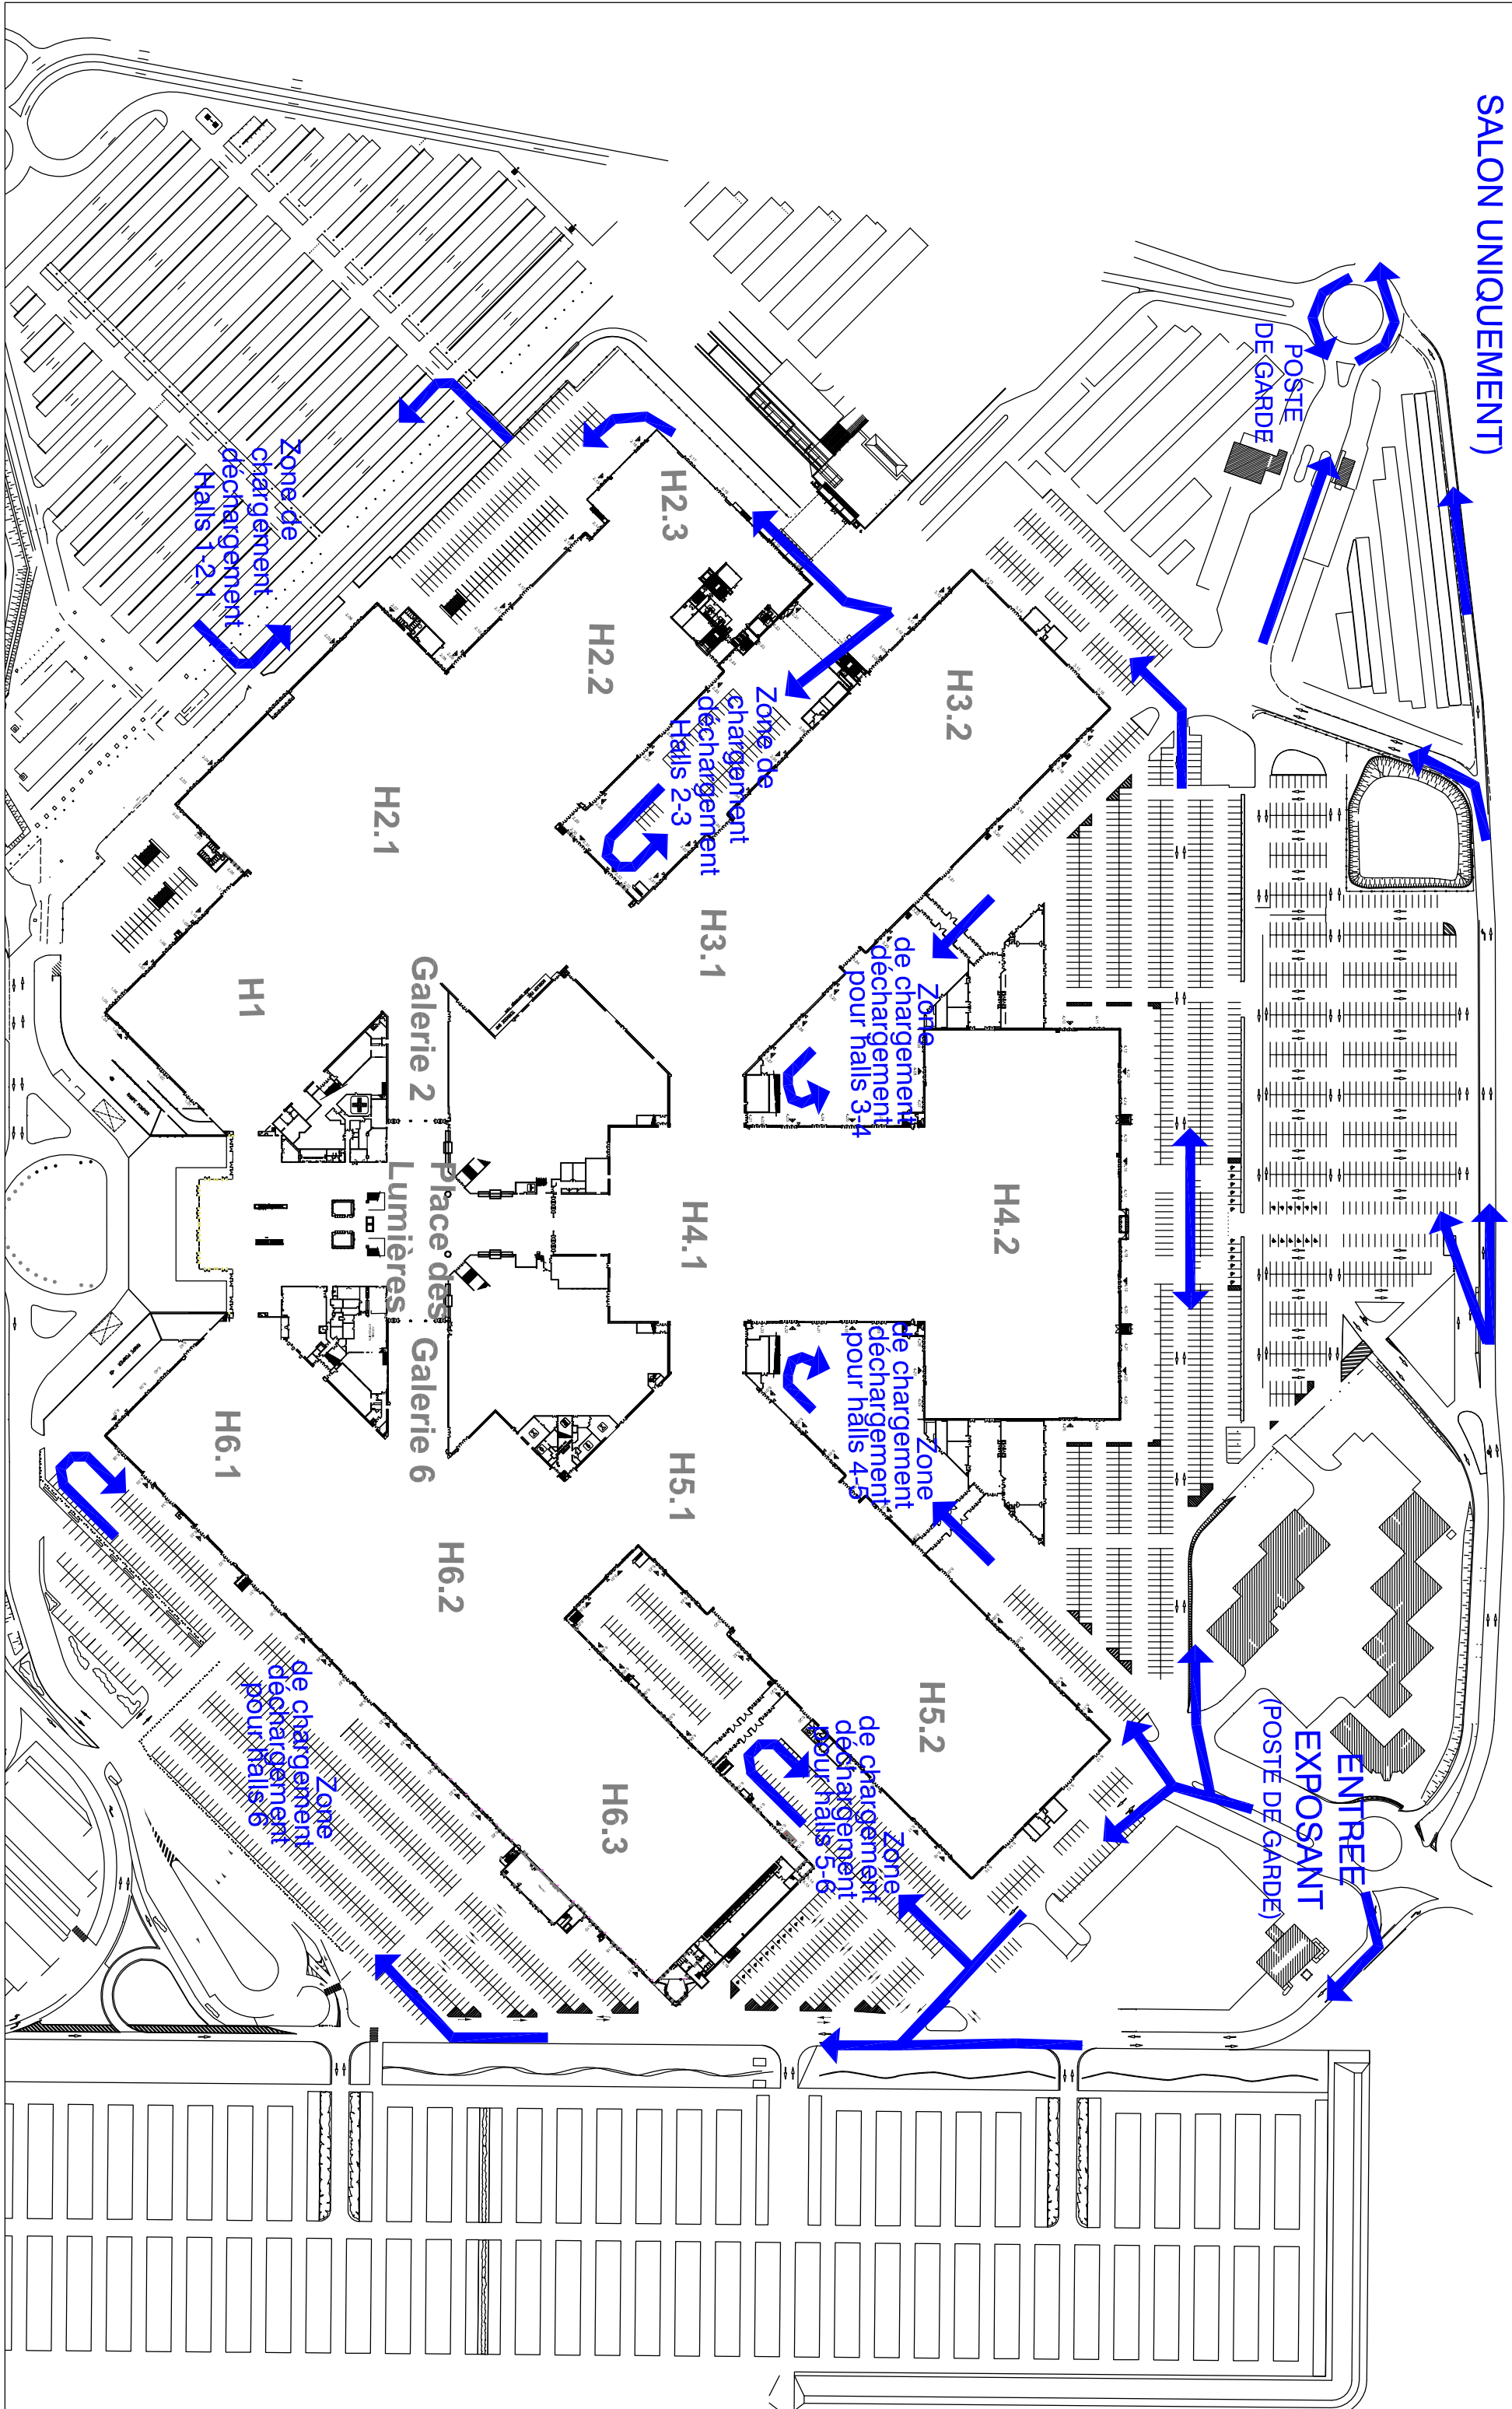 SALON UNIQUEMENT)
POSTE
DE GARDE
ENTREE
EXPOSANT
(POSTE DE GARDE)
H3.2
H4.2
H5.2
Zone
de chargement
déchargement
pour halls 3-4
Zone
de chargement
déchargement
pour halls 4-5
Zone
de chargement
déchargement
pour halls 5-6
Zone de
chargement
déchargement
Halls 2-3
H2.3
H2.2
H3.1
H4.1
H5.1
H6.3
H2.1
Galerie 2
Place des
Lumières
Galerie 6
H6.2
Zone de
chargement
déchargement
Halls 1-2.1
H1
H6.1
Zone
de chargement
déchargement
pour halls 6